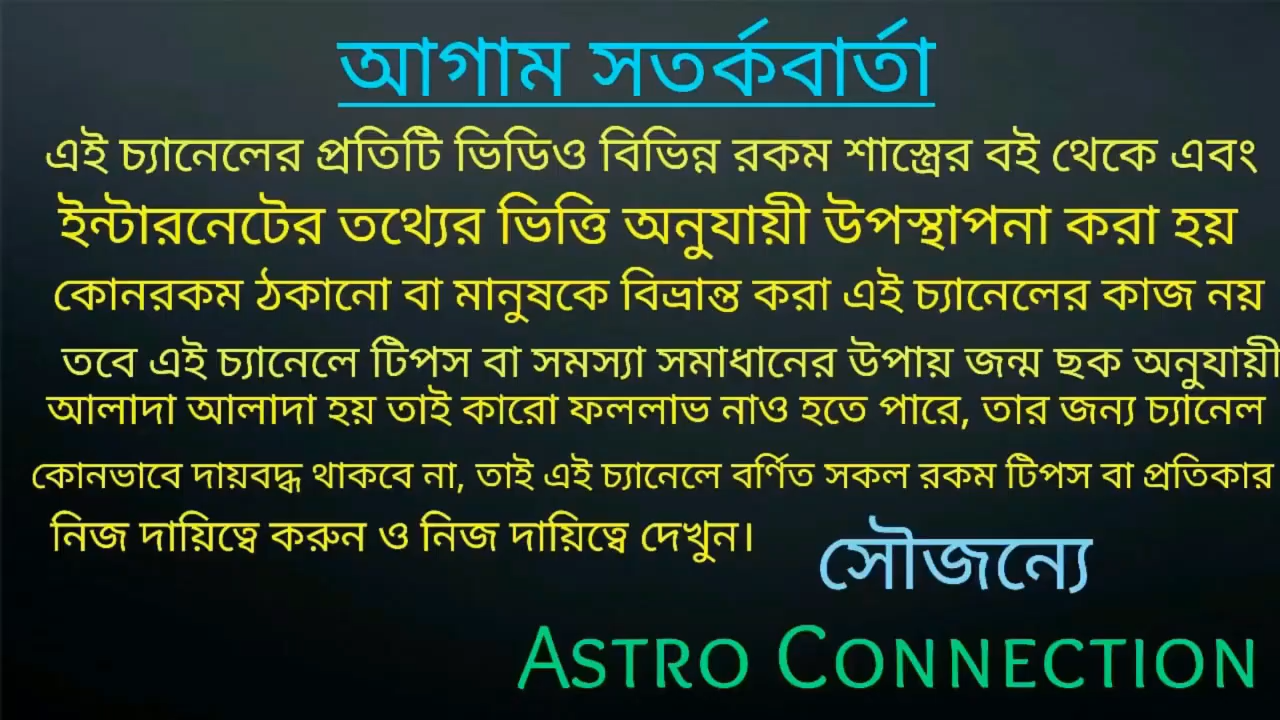 আগাম সতর্কবার্তা
এই চ্যানেলের প্রতিটি ভিডিও বিভিন্ন রকম শাস্ত্রের বই থেকে এবং
ইন্টারনেটের তথ্যের ভিত্তি অনুযায়ী উপস্থাপনা করা হয়
কোনরকম ঠকানো বা মানুষকে বিভ্রান্ত করা এই চ্যানেলের কাজ নয়
তবে এই চ্যানেলে টিপস বা সমস্যা সমাধানের উপায় জন্ম ছক অনুযায়ী
আলাদা আলাদা হয় তাই কারো ফললাভ নাও হতে পারে, তার জন্য চ্যানেল
কোনভাবে দায়বদ্ধ থাকবে না, তাই এই চ্যানেলে বর্ণিত সকল রকম টিপস বা প্রতিকার
নিজ দায়িত্বে করুন ও নিজ দায়িত্বে দেখুন।
সৌজন্যে
ASTRO CONNECTION